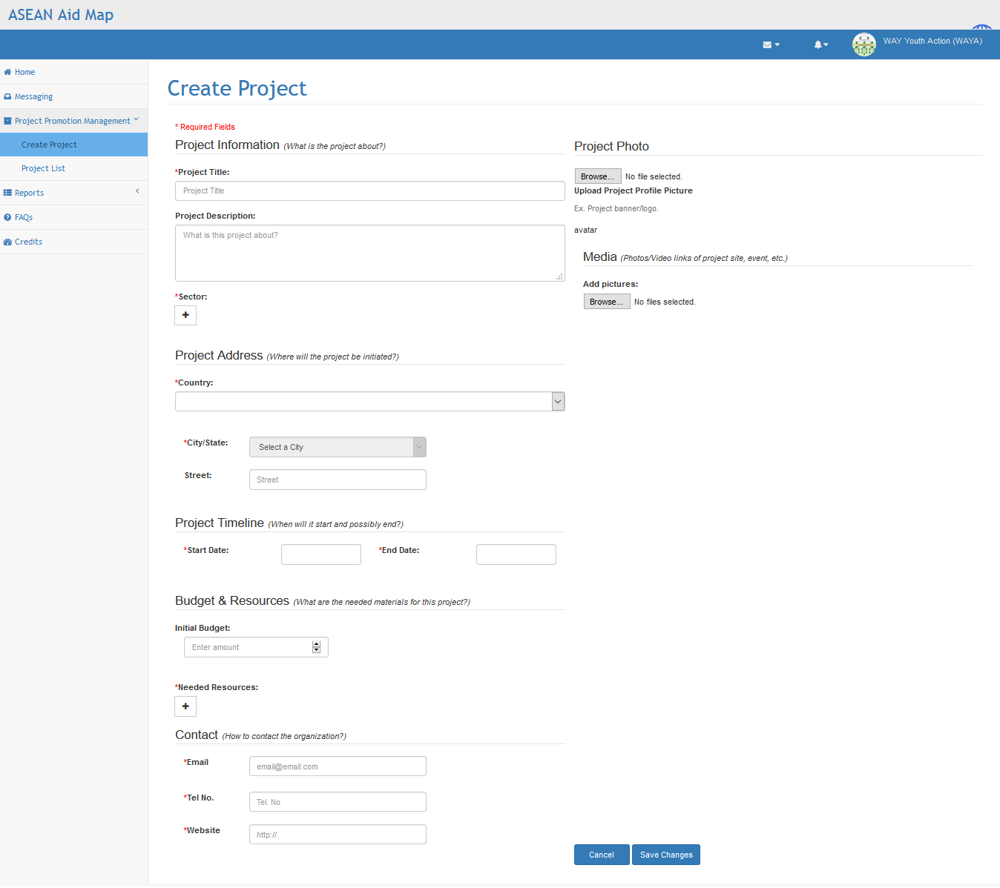 ASEAN Aid Map
WAY Youth Action (WAYA)
Home
Messaging
Project Promotion Management
Create Project
Project List
Reports
FAQs
Credits
Create Project
* Required Fields
Project Information (What is the project about?)
*Project Title:
Project Title
Project Description:
What is this project about?
*Sector:
Project Address (Where will the project be initiated?)
*Country:
*City/State:
Select a City
Street:
Street
Project Timeline (When will it start and possibly end?)
*Start Date:
*End Date:
Budget & Resources (What are the needed materials for this project?)
Initial Budget:
Enter amount
*Needed Resources:
Contact (How to contact the organization?)
*Email
email@email.com
*Tel No.
Tel. No
*Website
http://
Project Photo
Browse... No file selected.
Upload Project Profile Picture
Ex. Project banner/logo.
avatar
Media (Photos/Video links of project site, event, etc.)
Add pictures:
Browse... No files selected.
Cancel
Save Changes